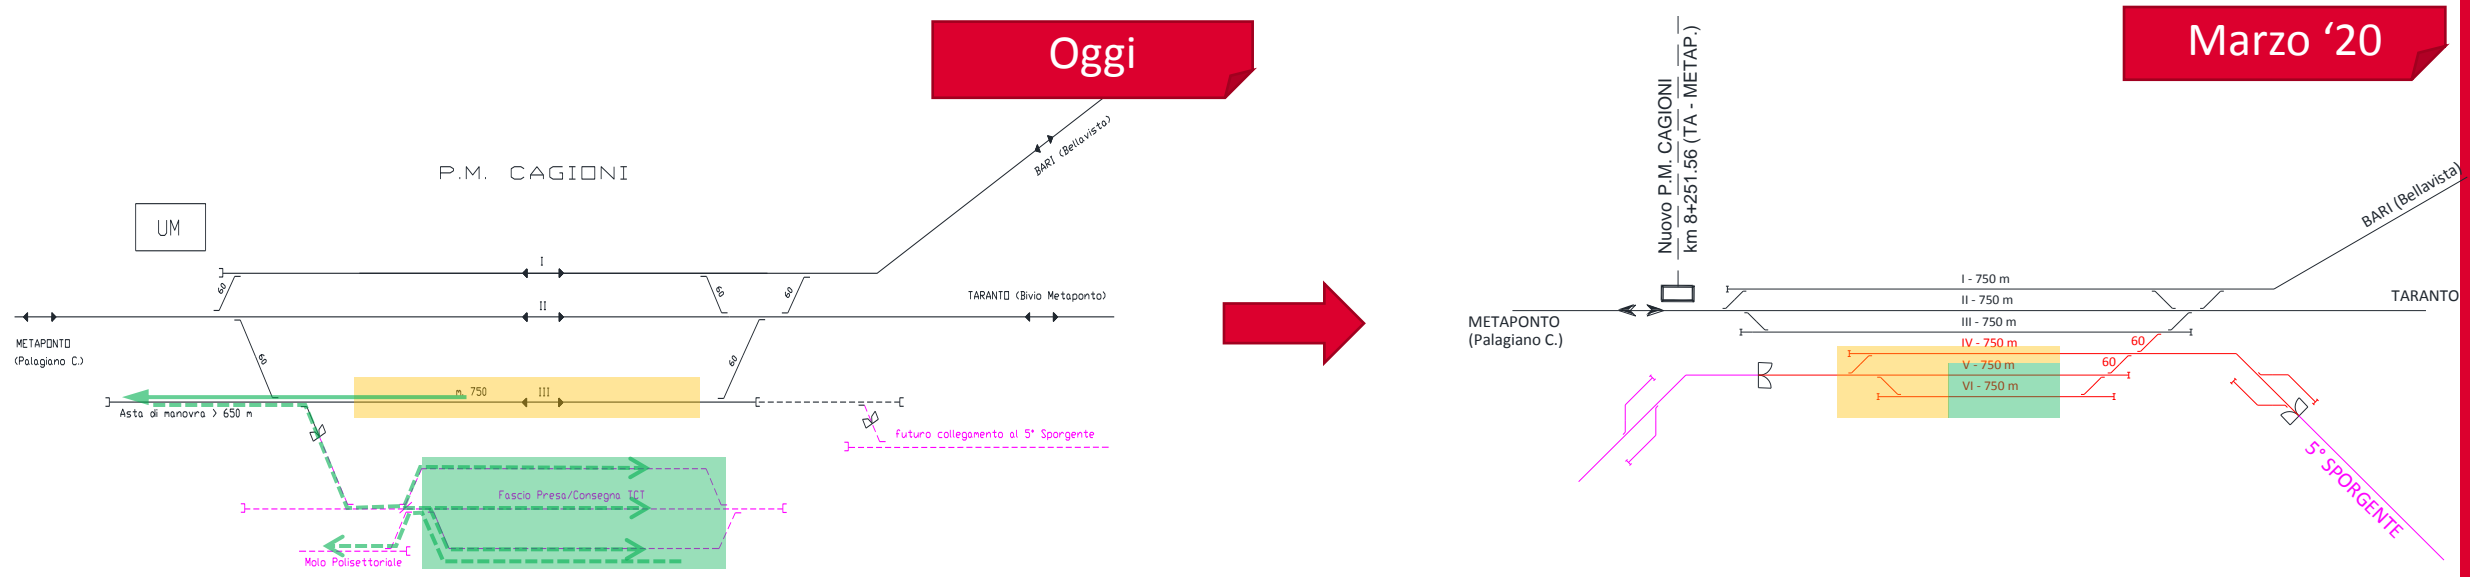 Oggi
P.M. CAGIONI
UM
BARI (Bellavista)
I
60
60
60
II
TARANTO (Bivio Metaponto)
METAPONTO
(Palagiano C.)
60
60
m. 750
III
Asta di manovra > 650 m
Futuro collegamento al 5° Sporgente
Fascio Presa/Consegna TCT
Molo Polisettoriale
Marzo ‘20
Nuovo P.M. CAGIONI
km 8+251.56 (TA - METAP.)
BARI (Bellavista)
I - 750 m
II - 750 m
TARANTO
METAPONTO
(Palagiano C.)
III - 750 m
IV - 750 m
60
V - 750 m
60
VI - 750 m
5° SPORGENTE